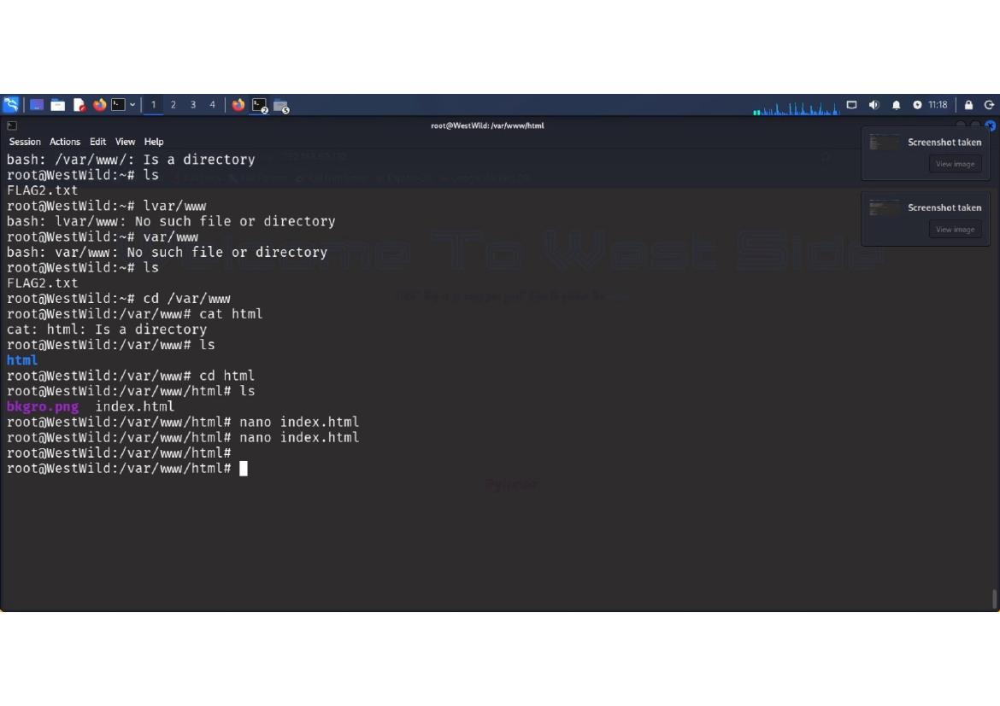 1 2 3 4 2 5 11:18
root@WestWild: /var/www/html
Session Actions Edit View Help
Screenshot taken
View image
Screenshot taken
View image
bash: /var/www/: Is a directory
root@WestWild:~# ls
FLAG2.txt
root@WestWild:~# lvar/www
bash: lvar/www: No such file or directory
root@WestWild:~# var/www
bash: var/www: No such file or directory
root@WestWild:~# ls
FLAG2.txt
root@WestWild:~# cd /var/www
root@WestWild:/var/www# cat html
cat: html: Is a directory
root@WestWild:/var/www# ls
html
root@WestWild:/var/www# cd html
root@WestWild:/var/www/html# ls
bkgro.png index.html
root@WestWild:/var/www/html# nano index.html
root@WestWild:/var/www/html# nano index.html
root@WestWild:/var/www/html#
root@WestWild:/var/www/html#
Welcome To West Side